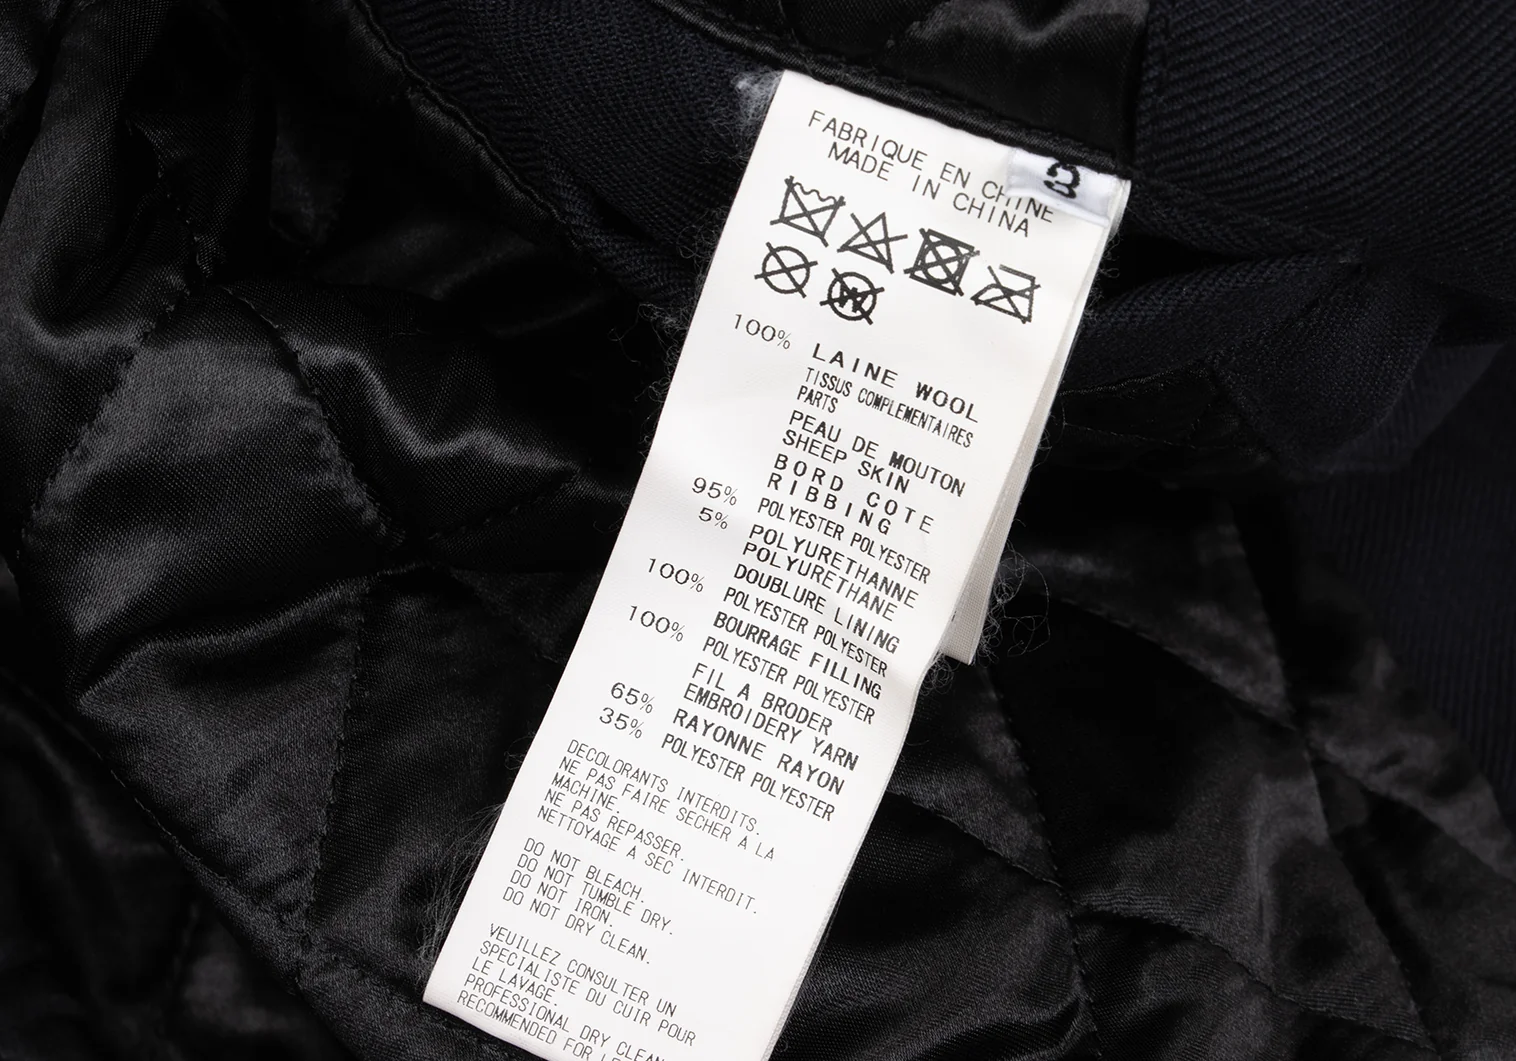 FABRIQUE EN CHINE
MADE IN CHINA
3
W
100% LAINE WOOL
TISSUS COMPLEMENTAIRES
PARTS
PEAU DE MOUTON
SHEEP SKIN
BORD COTE
RIBBING
95% POLYESTER POLYESTER
5% POLYURETHANNE
POLYURETHANE
DOUBLURE LINING
100% POLYESTER POLYESTER
BOURRAGE FILLING
100% POLYESTER POLYESTER
FIL A BRODER
EMBROIDERY YARN
65% RAYONNE RAYON
35% POLYESTER POLYESTER
DECOLORANTS INTERDITS.
NE PAS FAIRE SECHER A LA
MACHINE.
NE PAS REPASSER.
NETTOYAGE A SEC INTERDIT.
DO NOT BLEACH.
DO NOT TUMBLE DRY.
DO NOT IRON.
DO NOT DRY CLEAN.
VEUILLEZ CONSULTER UN
SPECIALISTE DU CUIR POUR
LE LAVAGE.
PROFESSIONAL DRY CLEAN
RECOMMENDED FOR